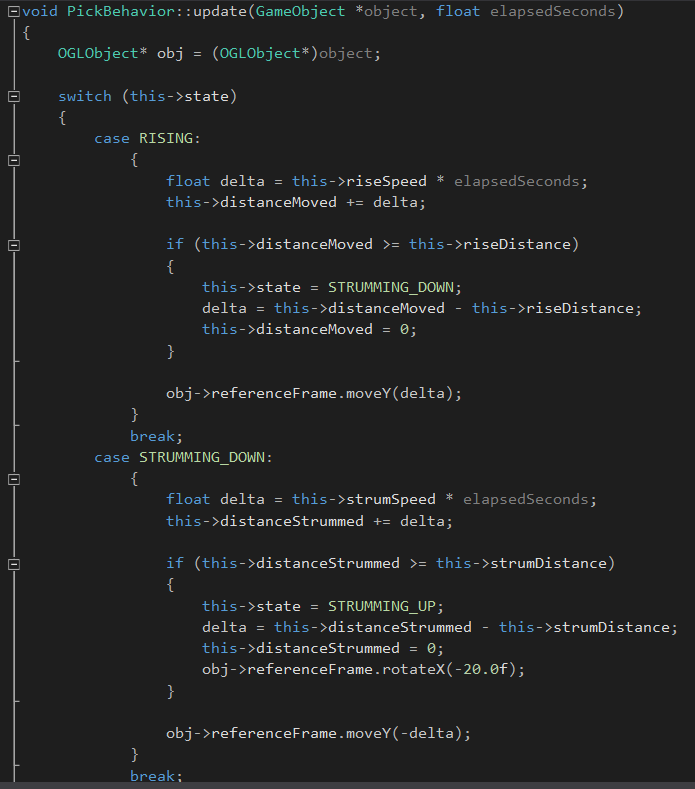 void PickBehavior::update(GameObject *object, float elapsedSeconds)
{
    OGLObject* obj = (OGLObject*)object;

    switch (this->state)
    {
        case RISING:
            {
                float delta = this->riseSpeed * elapsedSeconds;
                this->distanceMoved += delta;

                if (this->distanceMoved >= this->riseDistance)
                {
                    this->state = STRUMMING_DOWN;
                    delta = this->distanceMoved - this->riseDistance;
                    this->distanceMoved = 0;
                }

                obj->referenceFrame.moveY(delta);
            }
            break;
        case STRUMMING_DOWN:
            {
                float delta = this->strumSpeed * elapsedSeconds;
                this->distanceStrummed += delta;

                if (this->distanceStrummed >= this->strumDistance)
                {
                    this->state = STRUMMING_UP;
                    delta = this->distanceStrummed - this->strumDistance;
                    this->distanceStrummed = 0;
                    obj->referenceFrame.rotateX(-20.0f);
                }

                obj->referenceFrame.moveY(-delta);
            }
            break;